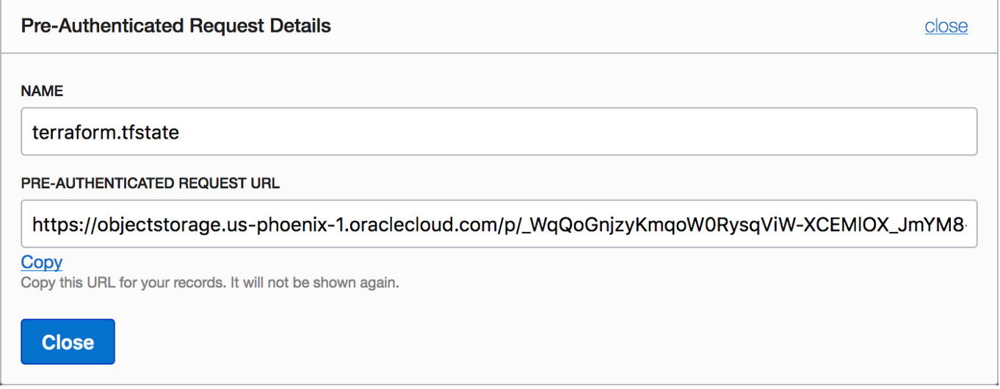 Pre-Authenticated Request Details
close
NAME
terraform.tfstate
PRE-AUTHENTICATED REQUEST URL
https://objectstorage.us-phoenix-1.oraclecloud.com/p/_WqQoGnjzyKmqoW0RysqViW-XCEMlOX_JmYM8-
Copy
Copy this URL for your records. It will not be shown again.
Close